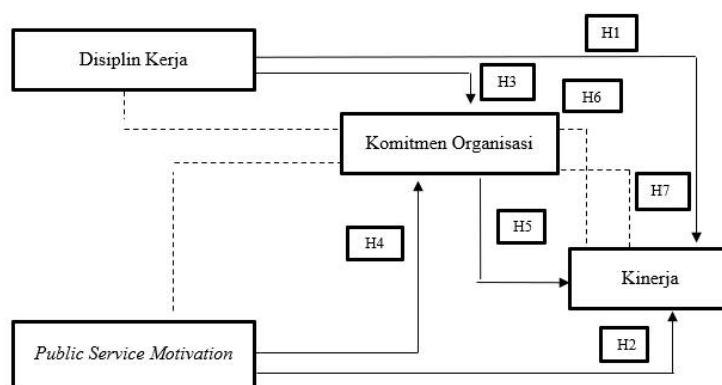 H1
Disiplin Kerja
H3
H6
Komitmen Organisasi
H7
H5
H4
Kinerja
Public Service Motivation
H2